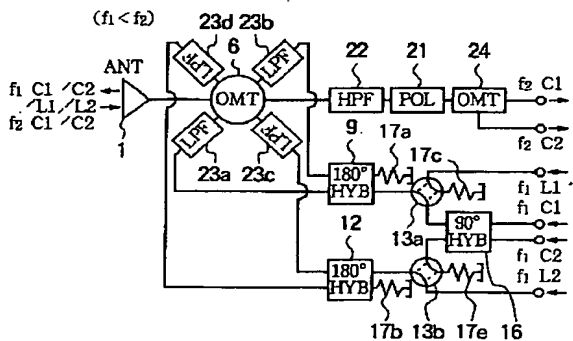 (f₁ < f₂)
23d 23b
6
22 21 24
ANT
LPF LPF
f₁ C1 ／C2
／L1／L2
f₂ C1 ／C2
OMT
HPF POL OMT
f₂ C1
f₂ C2
1
LPF LPF
23a 23c
9 17a 17c
180°
HYB
13a
f₁ L1
f₁ C1
90°
HYB
f₁ C2
f₁ L2
12
180°
HYB
17b 13b 17e 16